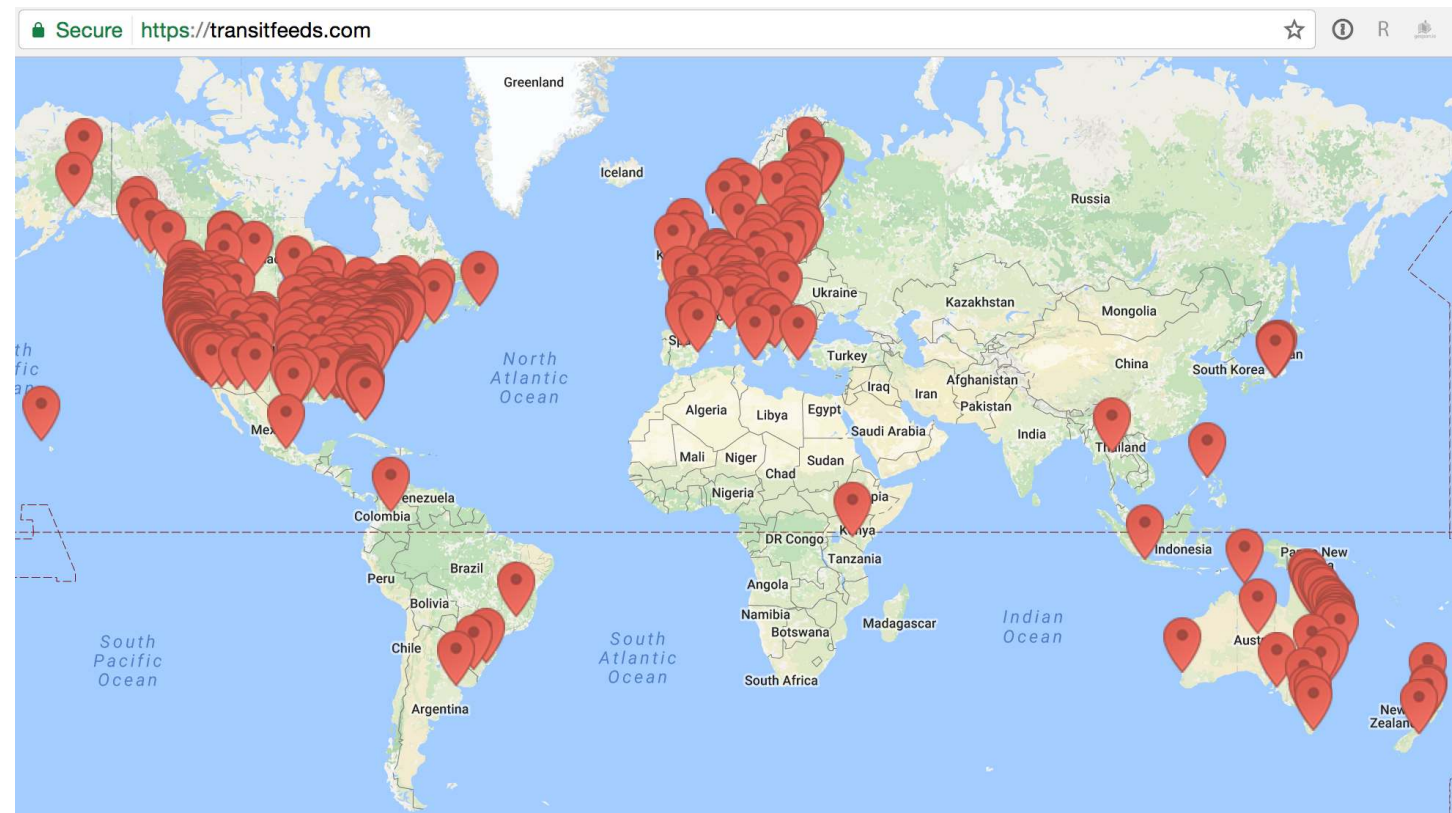 Secure https://transitfeeds.com
R
Greenland
Iceland
Russia
Ukraine
Kazakhstan
Mongolia
North
Atlantic
Ocean
Turkey
China
South Korea
Afghanistan
Iraq
Iran
Pakistan
Algeria
Libya
Egypt
Saudi Arabia
India
Mali
Niger
Sudan
Chad
Nigeria
Colombia
DR Congo
Tanzania
Indonesia
Brazil
Peru
Angola
Bolivia
Namibia
Madagascar
Botswana
Indian
Ocean
South
Pacific
Ocean
Chile
South
Atlantic
Ocean
South Africa
Argentina